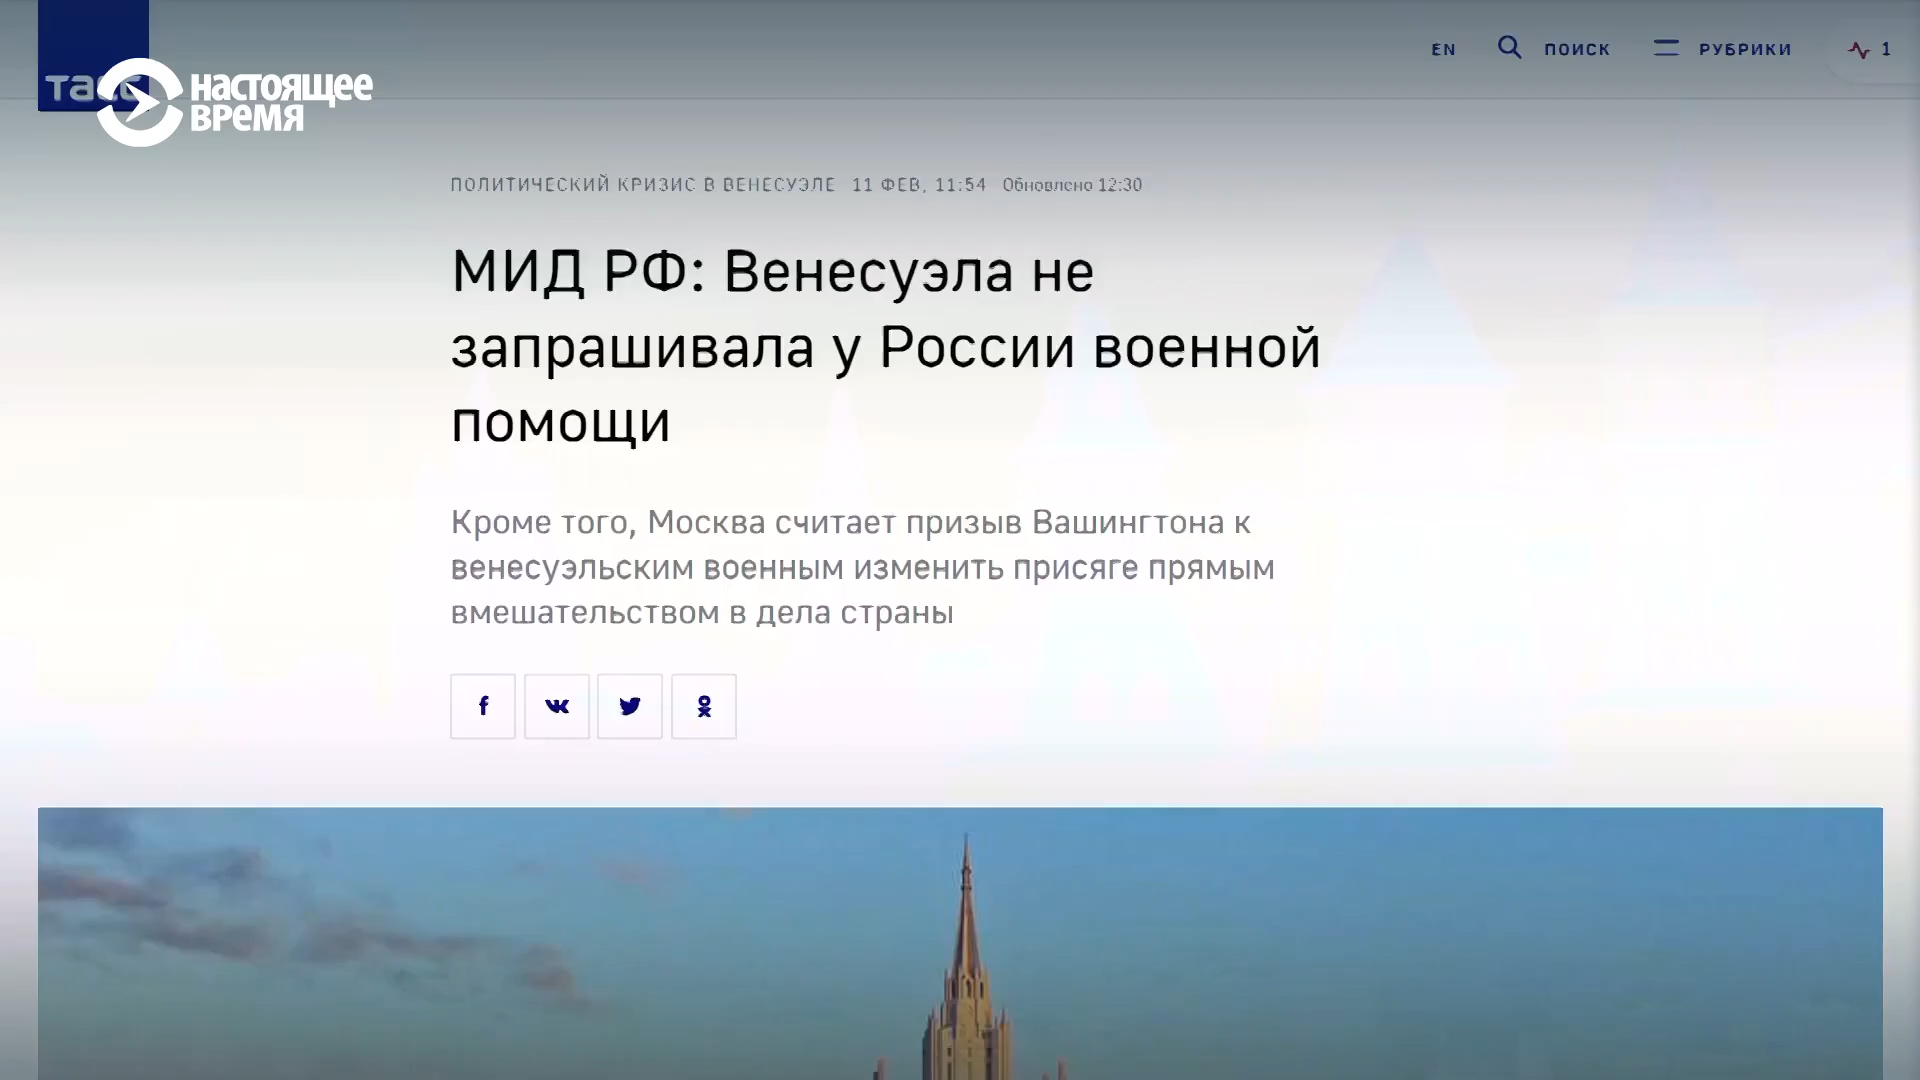 тасс
НАСТОЯЩЕЕ
ВРЕМЯ
EN
ПОИСК
РУБРИКИ
1
ПОЛИТИЧЕСКИЙ КРИЗИС В ВЕНЕСУЭЛЕ 11 ФЕВ, 11:54 Обновлено 12:30
МИД РФ: Венесуэла не
запрашивала у России военной
помощи
Кроме того, Москва считает призыв Вашингтона к
венесуэльским военным изменить присяге прямым
вмешательством в дела страны